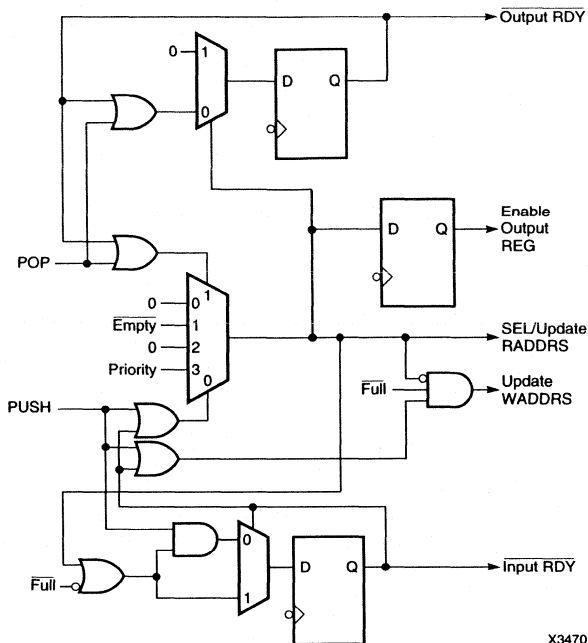 Output RDY
0
1
D
Q
0
Enable
Output
REG
D
Q
POP
1
0
0
Empty
1
0
2
Priority
3
0
SEL/Update
RADDRS
Full
Update
WADDRS
PUSH
0
1
D
Q
Input RDY
Full
X3470